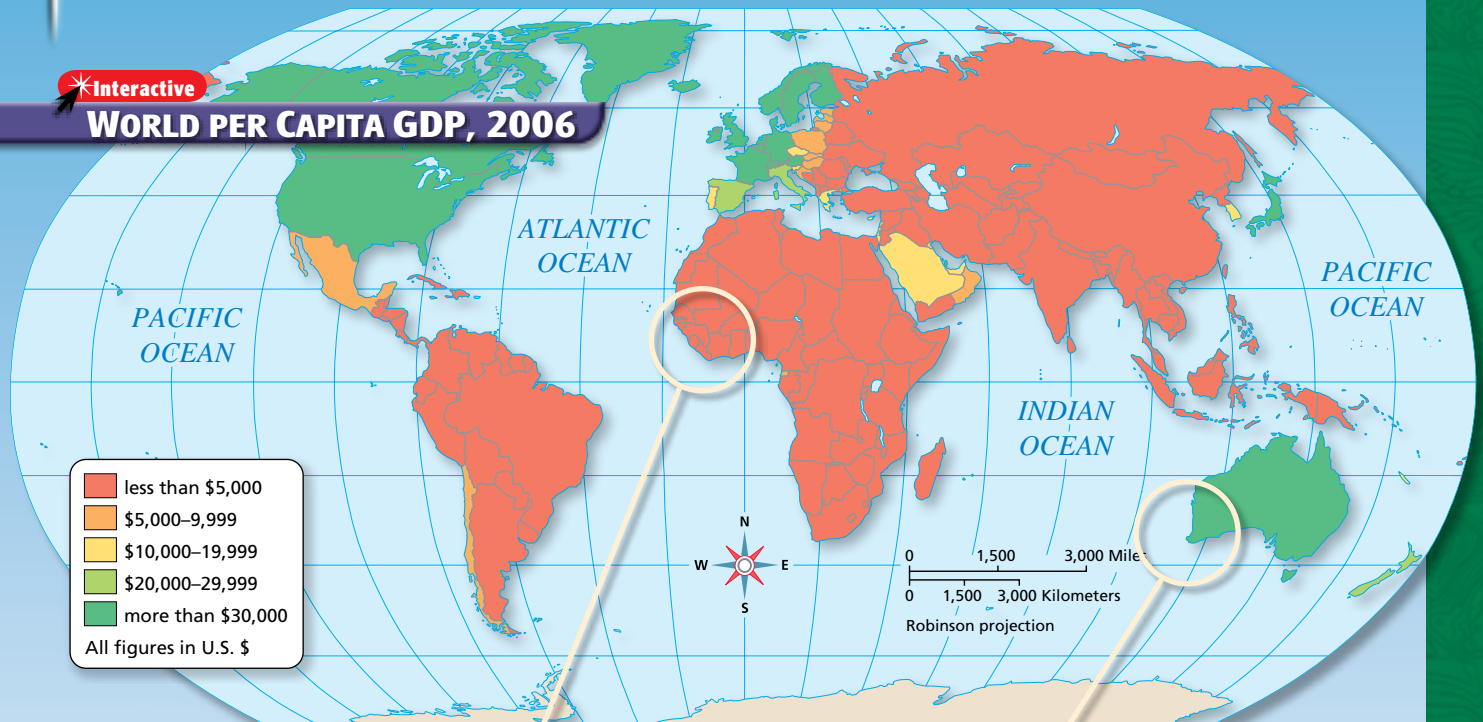 Interactive
WORLD PER CAPITA GDP, 2006
ATLANTIC
OCEAN
PACIFIC
OCEAN
PACIFIC
OCEAN
INDIAN
OCEAN
less than $5,000
$5,000–9,999
$10,000–19,999
$20,000–29,999
more than $30,000
All figures in U.S. $
N
W E
S
0 1,500 3,000 Miles
0 1,500 3,000 Kilometers
Robinson projection